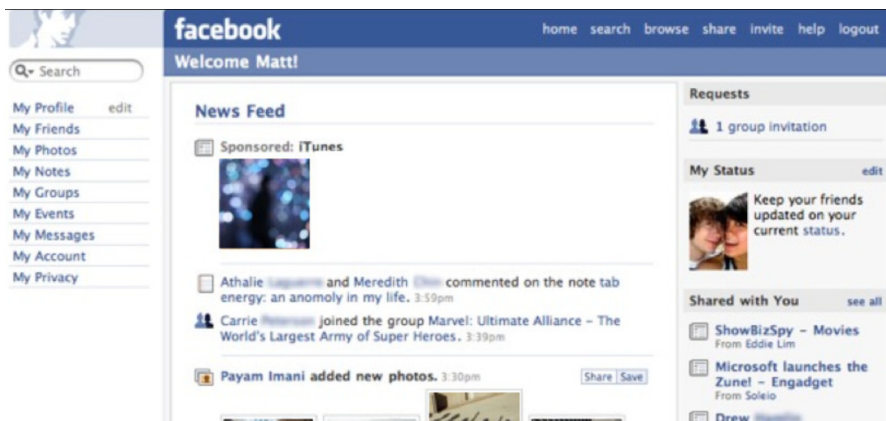 facebook
home search browse share invite help logout
Welcome Matt!
Search
My Profile edit
My Friends
My Photos
My Notes
My Groups
My Events
My Messages
My Account
My Privacy
News Feed
Sponsored: iTunes
Athalie and Meredith commented on the note tab
energy: an anomoly in my life. 3:59pm
Carrie joined the group Marvel: Ultimate Alliance – The
World's Largest Army of Super Heroes. 3:39pm
Payam Imani added new photos. 3:30pm
Share Save
Requests
1 group invitation
My Status edit
Keep your friends
updated on your
current status.
Shared with You see all
ShowBizSpy – Movies
From Eddie Lim
Microsoft launches the
Zune! – Engadget
From Soleio
Drew